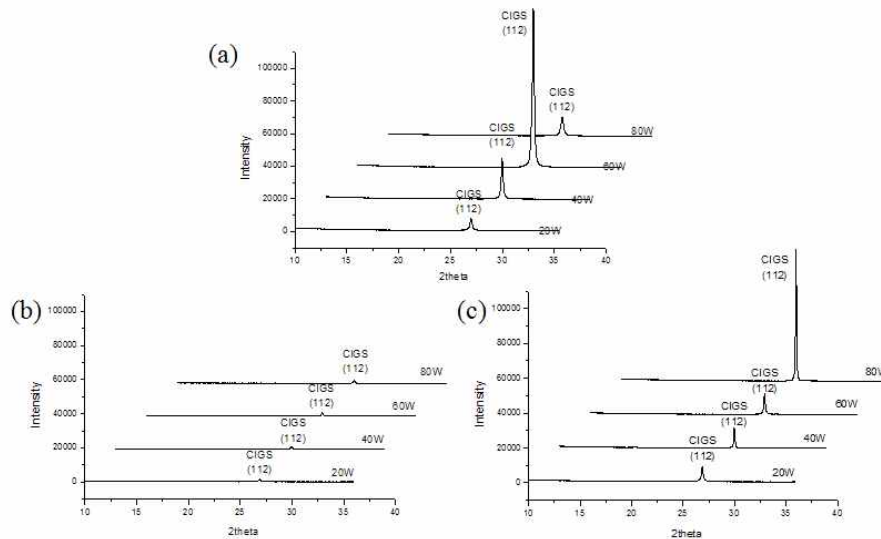 (a)
CIGS
(112)
CIGS
(112)
80W
CIGS
(112)
60W
CIGS
(112)
40W
20W
Intensity
100000
80000
60000
40000
20000
0
10
15
20
25
30
35
40
2theta
(b)
CIGS
(112)
80W
CIGS
(112)
60W
CIGS
(112)
40W
CIGS
(112)
20W
Intensity
100000
80000
60000
40000
20000
0
10
15
20
25
30
35
40
2theta
(c)
CIGS
(112)
80W
CIGS
(112)
60W
CIGS
(112)
40W
CIGS
(112)
20W
Intensity
100000
80000
60000
40000
20000
0
10
15
20
25
30
35
40
2theta